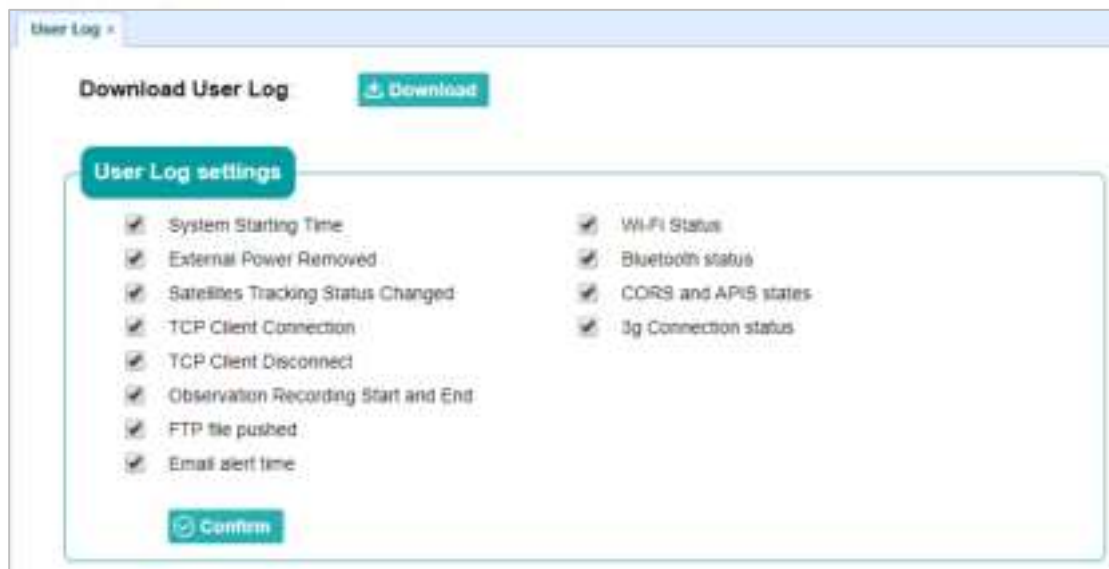 User Log ×
Download User Log
Download
User Log settings
System Starting Time
External Power Removed
Satellites Tracking Status Changed
TCP Client Connection
TCP Client Disconnect
Observation Recording Start and End
FTP file pushed
Email alert time
Wi-Fi Status
Bluetooth status
CORS and APIS states
3g Connection status
Confirm